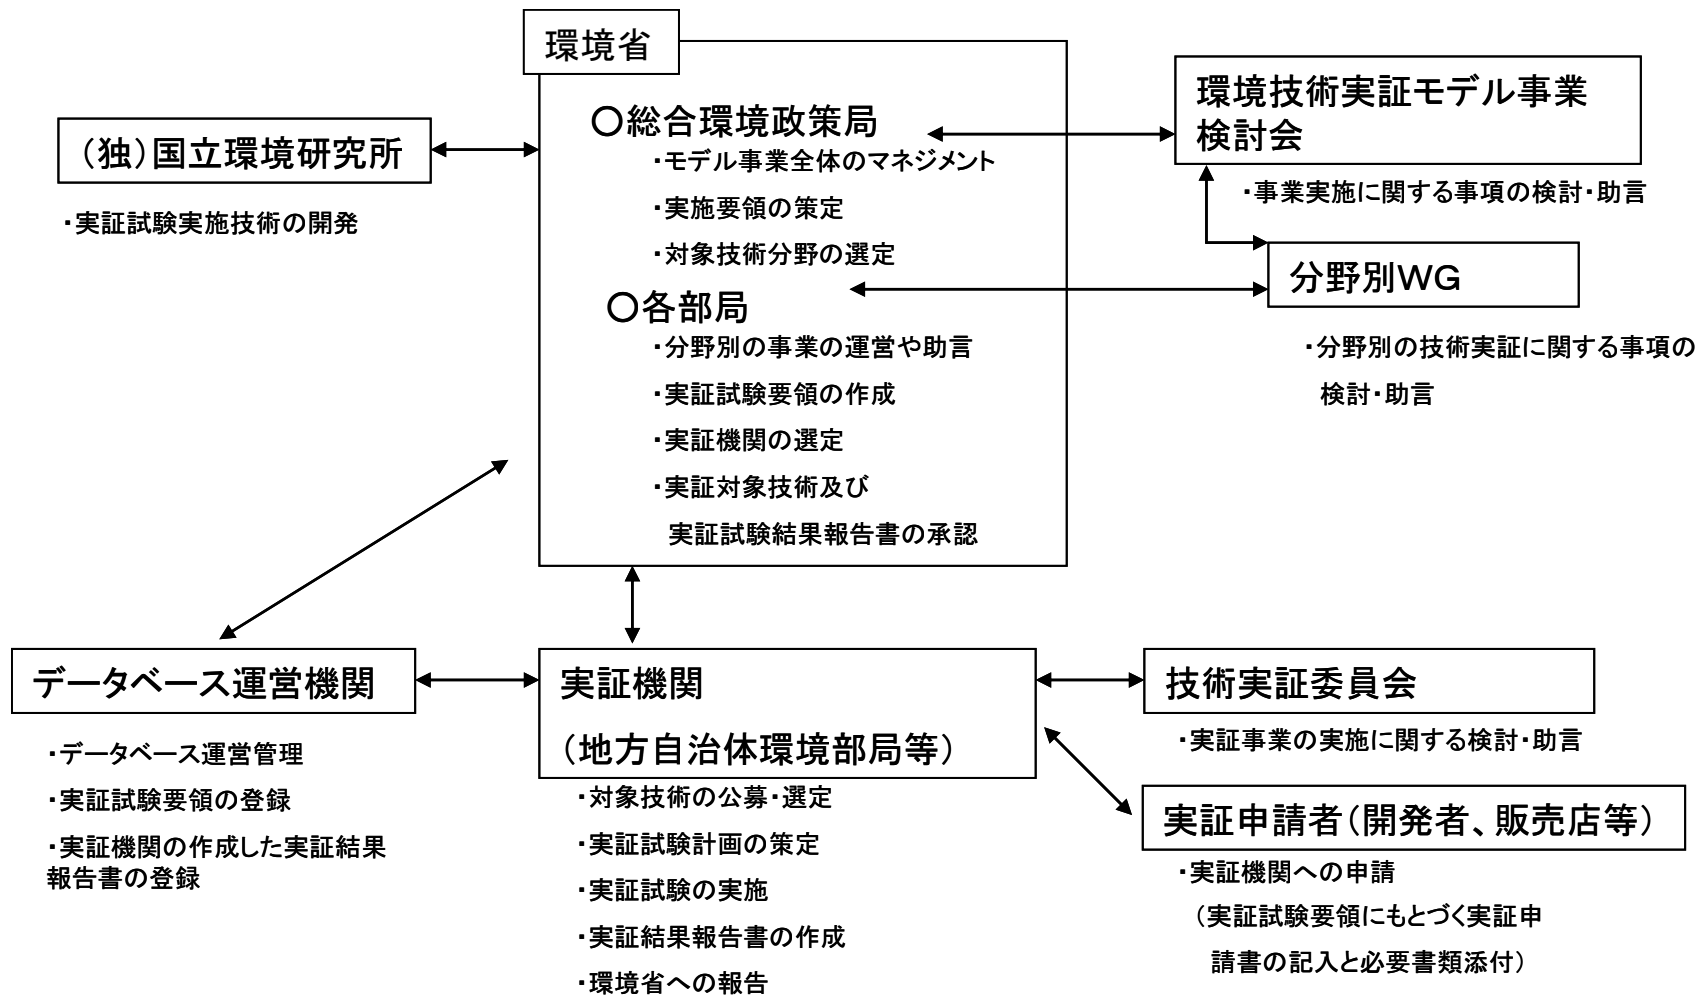 環境省
○総合環境政策局
・モデル事業全体のマネジメント
・実施要領の策定
・対象技術分野の選定
○各部局
・分野別の事業の運営や助言
・実証試験要領の作成
・実証機関の選定
・実証対象技術及び
実証試験結果報告書の承認
(独)国立環境研究所
・実証試験実施技術の開発
環境技術実証モデル事業
検討会
・事業実施に関する事項の検討・助言
分野別WG
・分野別の技術実証に関する事項の
検討・助言
データベース運営機関
・データベース運営管理
・実証試験要領の登録
・実証機関の作成した実証結果
報告書の登録
実証機関
(地方自治体環境部局等)
・対象技術の公募・選定
・実証試験計画の策定
・実証試験の実施
・実証結果報告書の作成
・環境省への報告
技術実証委員会
・実証事業の実施に関する検討・助言
実証申請者(開発者、販売店等)
・実証機関への申請
(実証試験要領にもとづく実証申
請書の記入と必要書類添付)